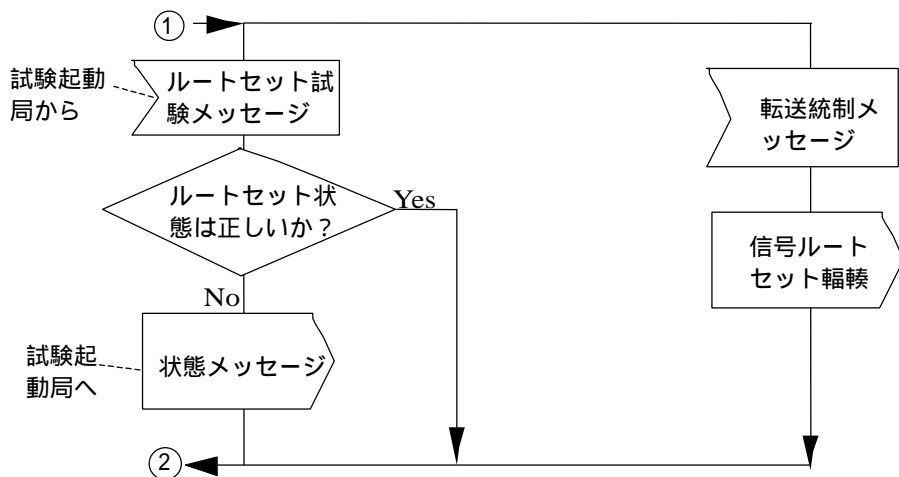 ①
試験起動
局から
ルートセット試
験メッセージ
転送統制メ
ッセージ
ルートセット状
態は正しいか？
Yes
信号ルート
セット輻輳
No
試験起
動局へ
状態メッセージ
②